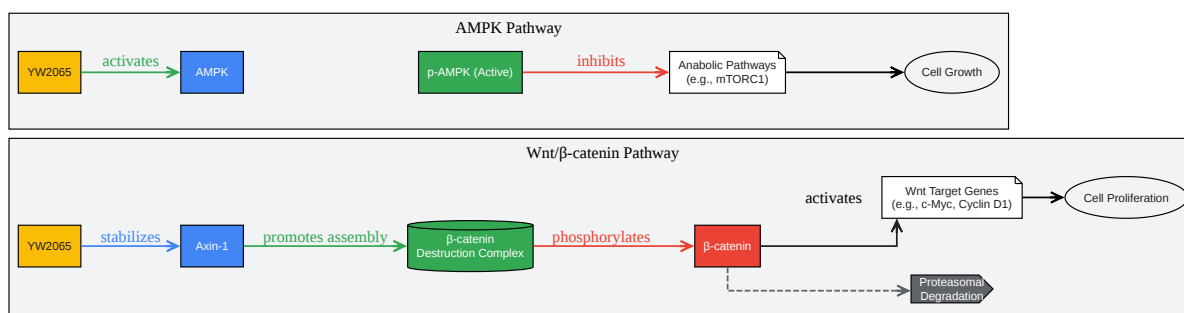 AMPK Pathway
YW2065
activates
AMPK
p-AMPK (Active)
inhibits
Anabolic Pathways
(e.g., mTORC1)
Cell Growth
Wnt/β-catenin Pathway
YW2065
stabilizes
Axin-1
promotes assembly
β-catenin
Destruction Complex
phosphorylates
β-catenin
activates
Wnt Target Genes
(e.g., c-Myc, Cyclin D1)
Cell Proliferation
Proteasomal
Degradation